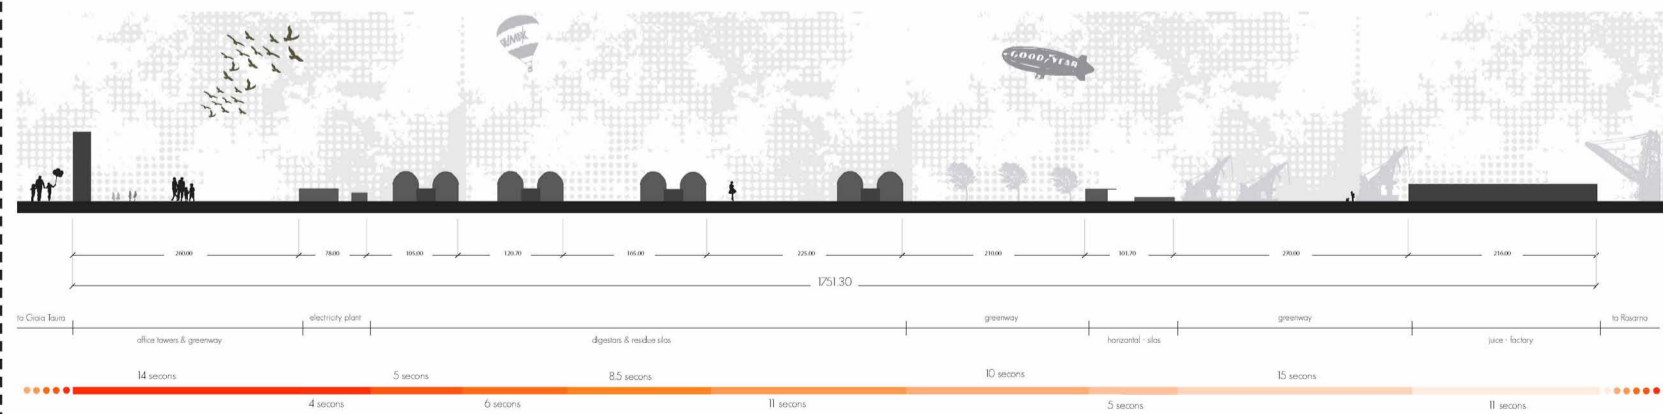 RE/MAX
GOODYEAR
260.00 78.00 105.00 120.70 165.00 225.00 210.00 101.70 270.00 216.00
1751.30
to Gioia Taura electricity plant greenway greenway to Rosarno
office towers & greenway digestors & residue silos horizontal - silos juice - factory
14 secons 5 secons 8,5 secons 10 secons 15 secons
4 secons 6 secons 11 secons 5 secons 11 secons